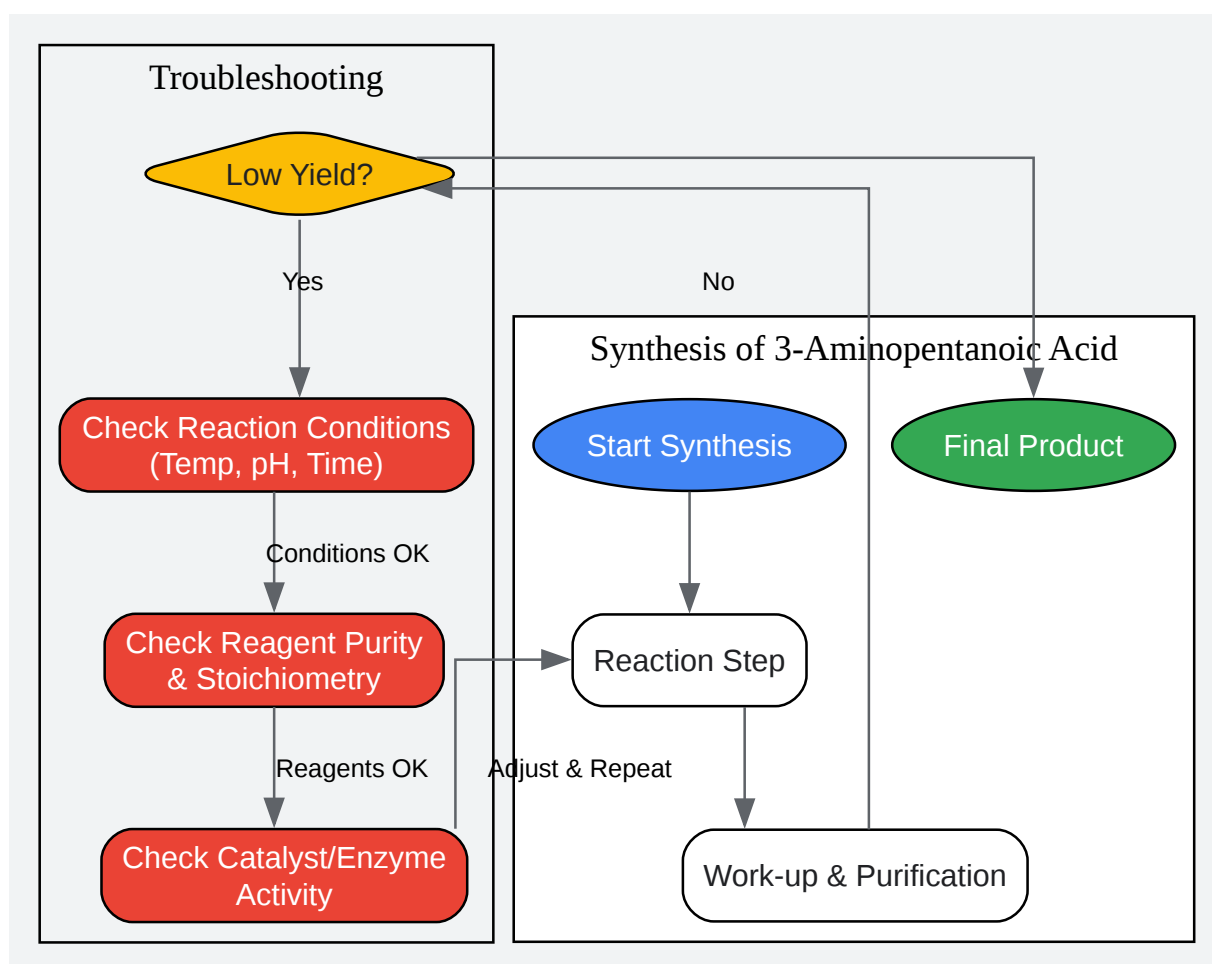 Troubleshooting
Low Yield?
Yes
No
Synthesis of 3-Aminopentanoic Acid
Check Reaction Conditions
(Temp, pH, Time)
Start Synthesis
Final Product
Conditions OK
Check Reagent Purity
& Stoichiometry
Reaction Step
Reagents OK
Adjust & Repeat
Check Catalyst/Enzyme
Activity
Work-up & Purification